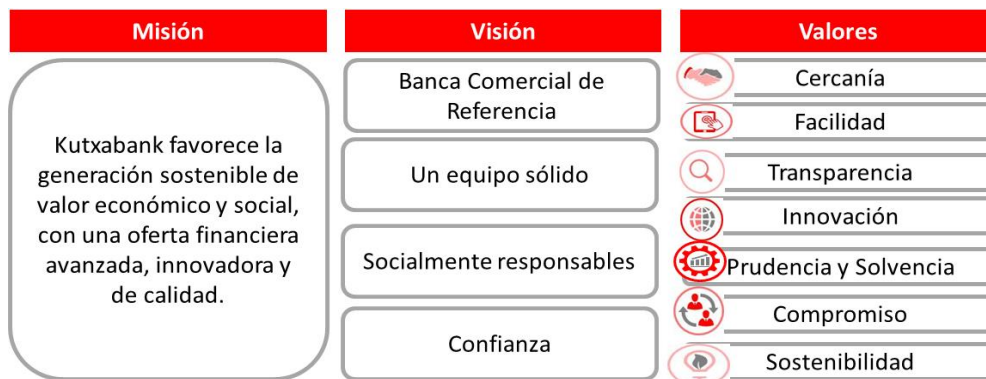 Misión
Kutxabank favorece la
generación sostenible de
valor económico y social,
con una oferta financiera
avanzada, innovadora y
de calidad.
Visión
Banca Comercial de
Referencia
Un equipo sólido
Socialmente responsables
Confianza
Valores
Cercanía
Facilidad
Transparencia
Innovación
Prudencia y Solvencia
Compromiso
Sostenibilidad